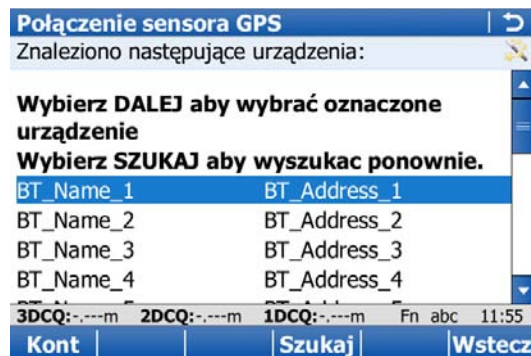 Połączenie sensora GPS
Znaleziono następujące urządzenia:
Wybierz DALEJ aby wybrać oznaczone
urządzenie
Wybierz SZUKAJ aby wyszukac ponownie.
BT_Name_1 BT_Address_1
BT_Name_2 BT_Address_2
BT_Name_3 BT_Address_3
BT_Name_4 BT_Address_4
3DCQ:-.---m 2DCQ:-.---m 1DCQ:-.---m Fn abc 11:55
Kont Szukaj Wstecz